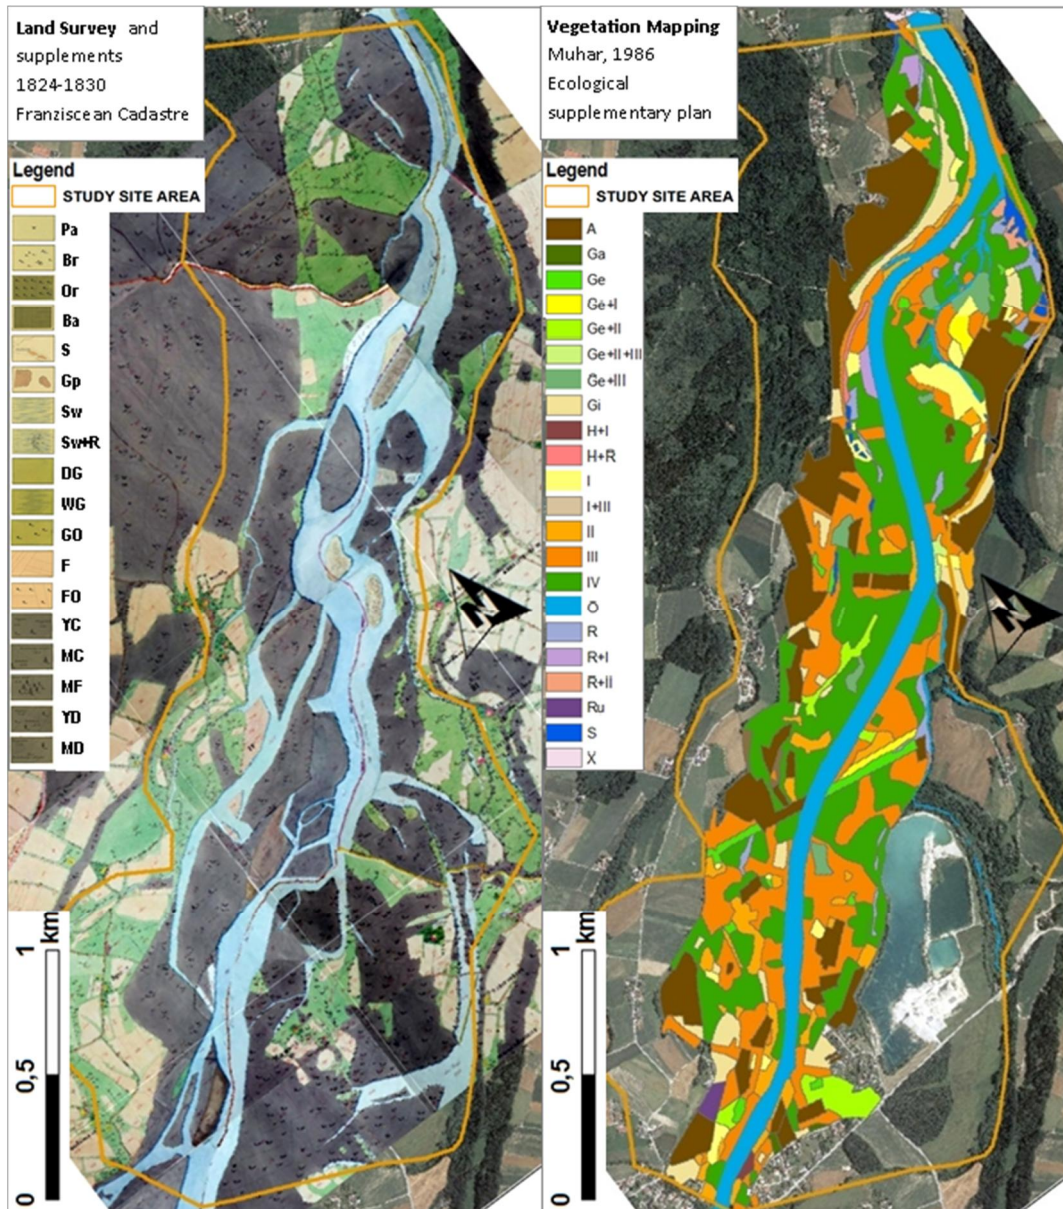 Land Survey and
supplements
1824-1830
Franziscean Cadastre
Legend
STUDY SITE AREA
Pa
Br
Or
Ba
S
Gp
Sw
Sw+R
DG
WG
GO
F
FO
YC
MC
MF
YD
MD
N
0
0,5
1
km
Vegetation Mapping
Muhar, 1986
Ecological
supplementary plan
Legend
STUDY SITE AREA
A
Ga
Ge
Ge+I
Ge+II
Ge+II+III
Ge+III
Gi
H+I
H+R
I
I+III
II
III
IV
Ö
R
R+I
R+II
Ru
S
X
N
0
0,5
1
km